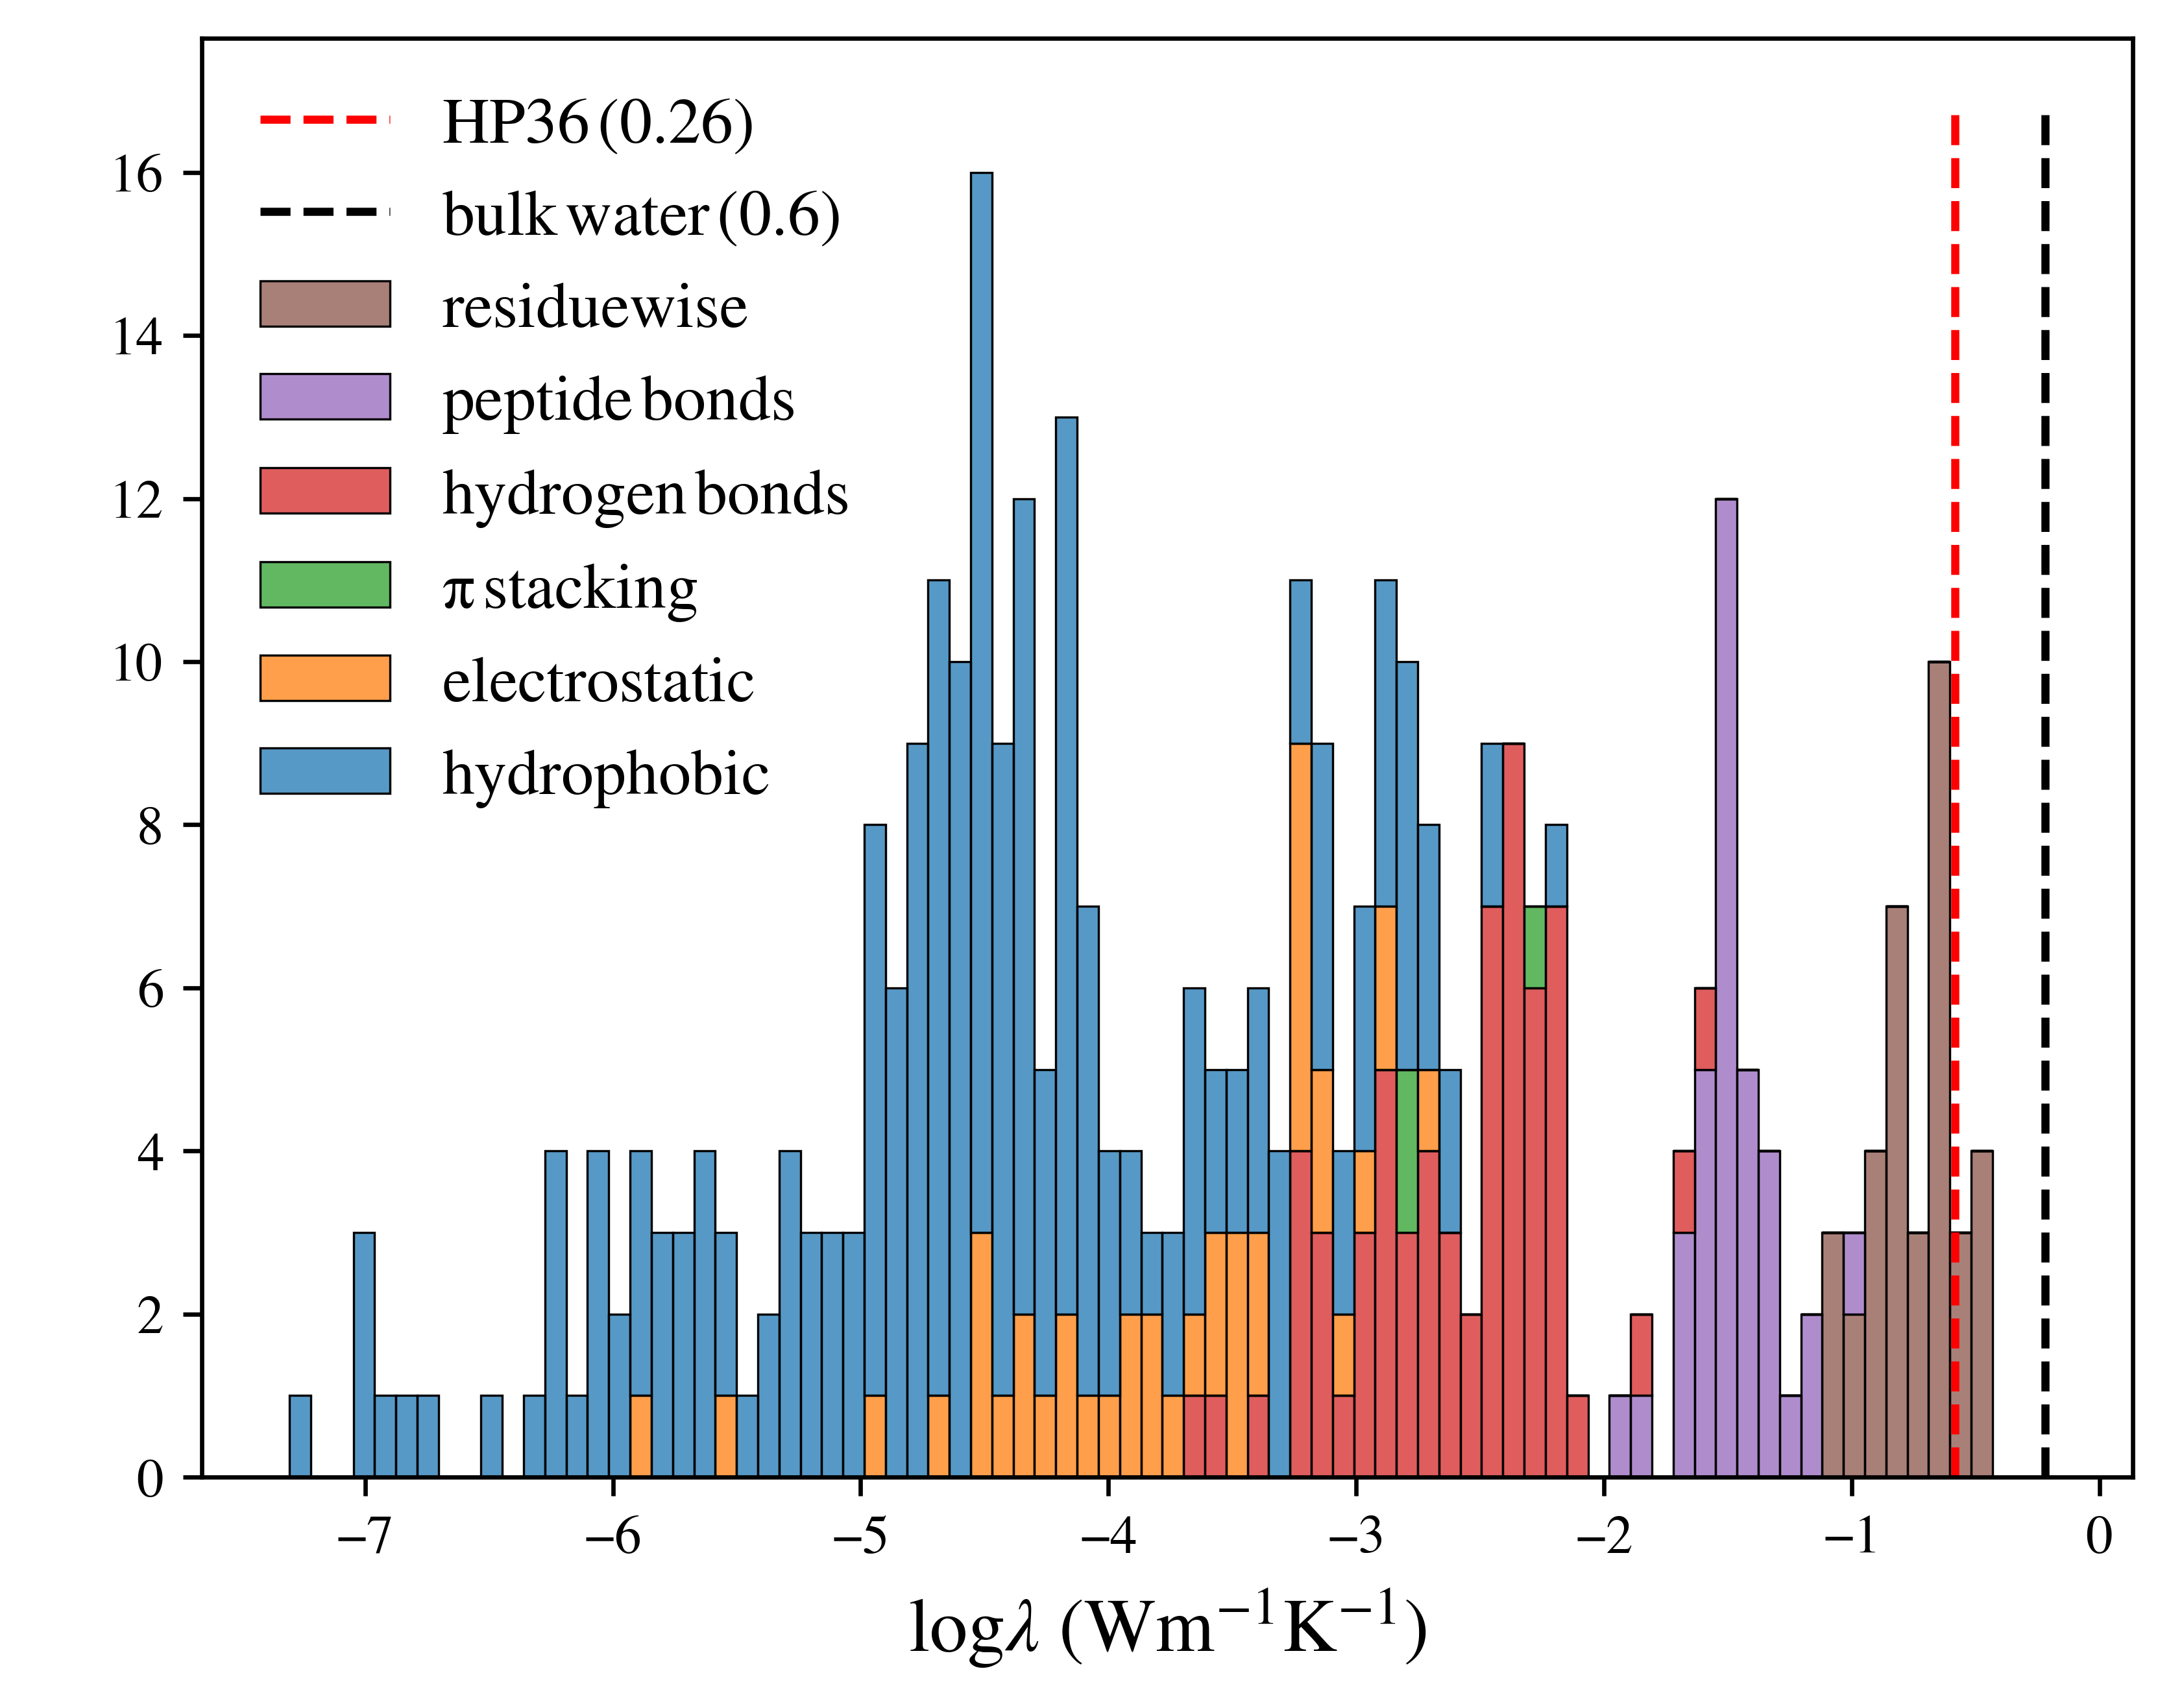 HP36 (0.26)
bulk water (0.6)
residuewise
peptide bonds
hydrogen bonds
π stacking
electrostatic
hydrophobic
16
14
12
10
8
6
4
2
0
−7 −6 −5 −4 −3 −2 −1 0
logλ (Wm⁻¹K⁻¹)